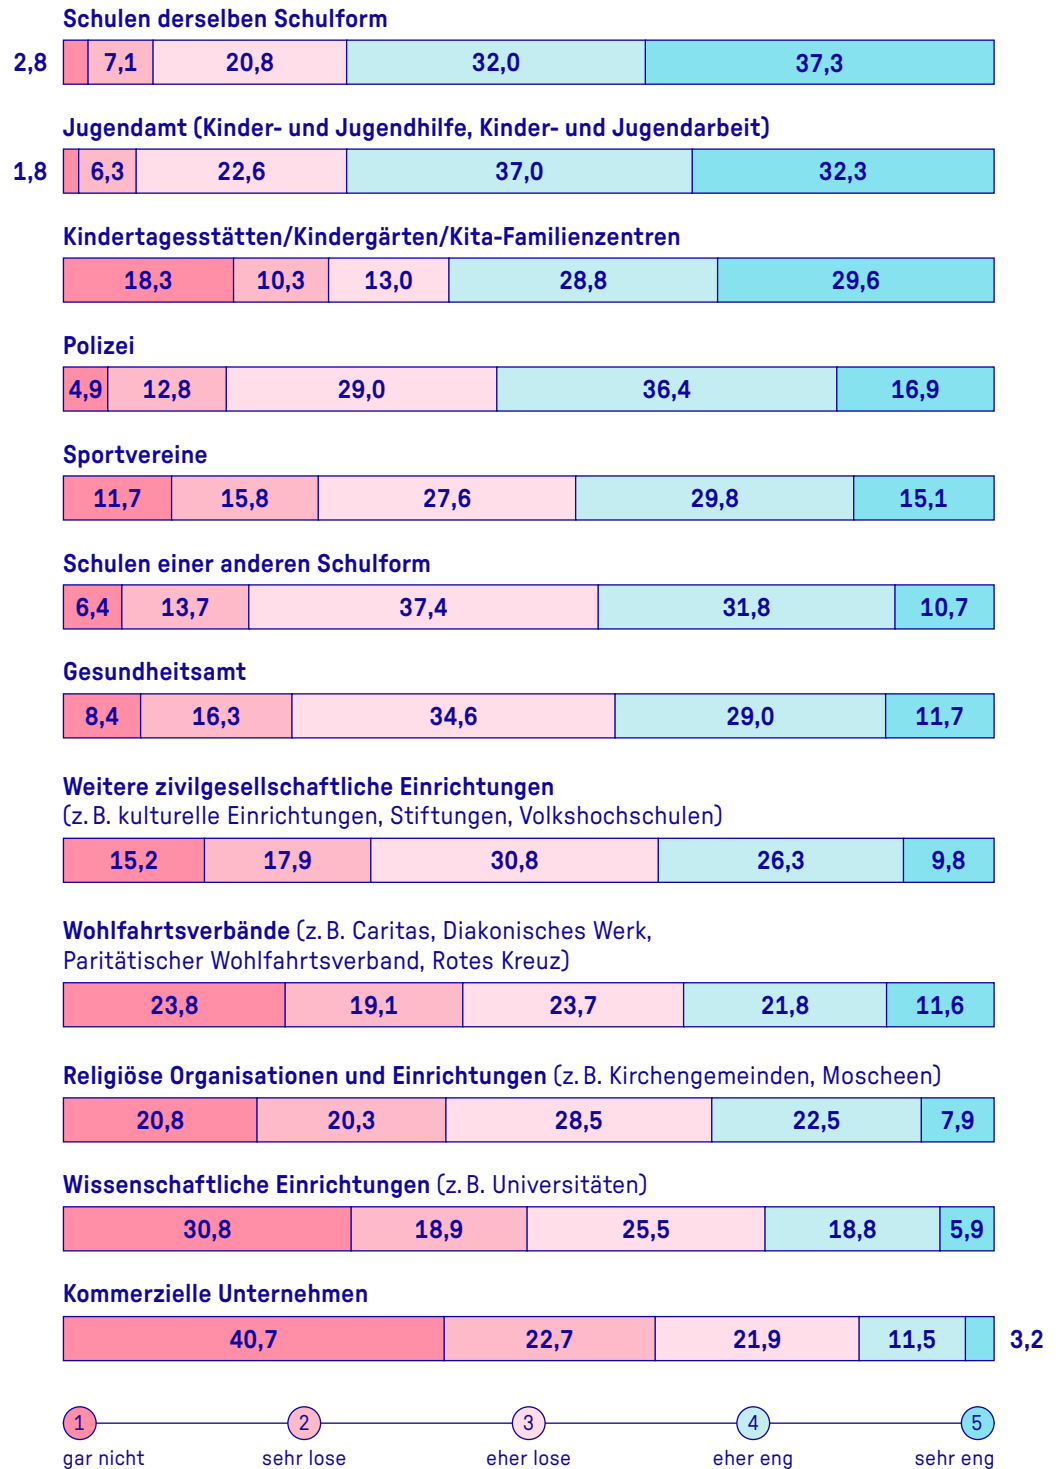 Schulen derselben Schulform
2,8 7,1 20,8 32,0 37,3
Jugendamt (Kinder- und Jugendhilfe, Kinder- und Jugendarbeit)
1,8 6,3 22,6 37,0 32,3
Kindertagesstätten/Kindergärten/Kita-Familienzentren
18,3 10,3 13,0 28,8 29,6
Polizei
4,9 12,8 29,0 36,4 16,9
Sportvereine
11,7 15,8 27,6 29,8 15,1
Schulen einer anderen Schulform
6,4 13,7 37,4 31,8 10,7
Gesundheitsamt
8,4 16,3 34,6 29,0 11,7
Weitere zivilgesellschaftliche Einrichtungen
(z. B. kulturelle Einrichtungen, Stiftungen, Volkshochschulen)
15,2 17,9 30,8 26,3 9,8
Wohlfahrtsverbände (z. B. Caritas, Diakonisches Werk,
Paritätischer Wohlfahrtsverband, Rotes Kreuz)
23,8 19,1 23,7 21,8 11,6
Religiöse Organisationen und Einrichtungen (z. B. Kirchengemeinden, Moscheen)
20,8 20,3 28,5 22,5 7,9
Wissenschaftliche Einrichtungen (z. B. Universitäten)
30,8 18,9 25,5 18,8 5,9
Kommerzielle Unternehmen
40,7 22,7 21,9 11,5 3,2
1 2 3 4 5
gar nicht sehr lose eher lose eher eng sehr eng